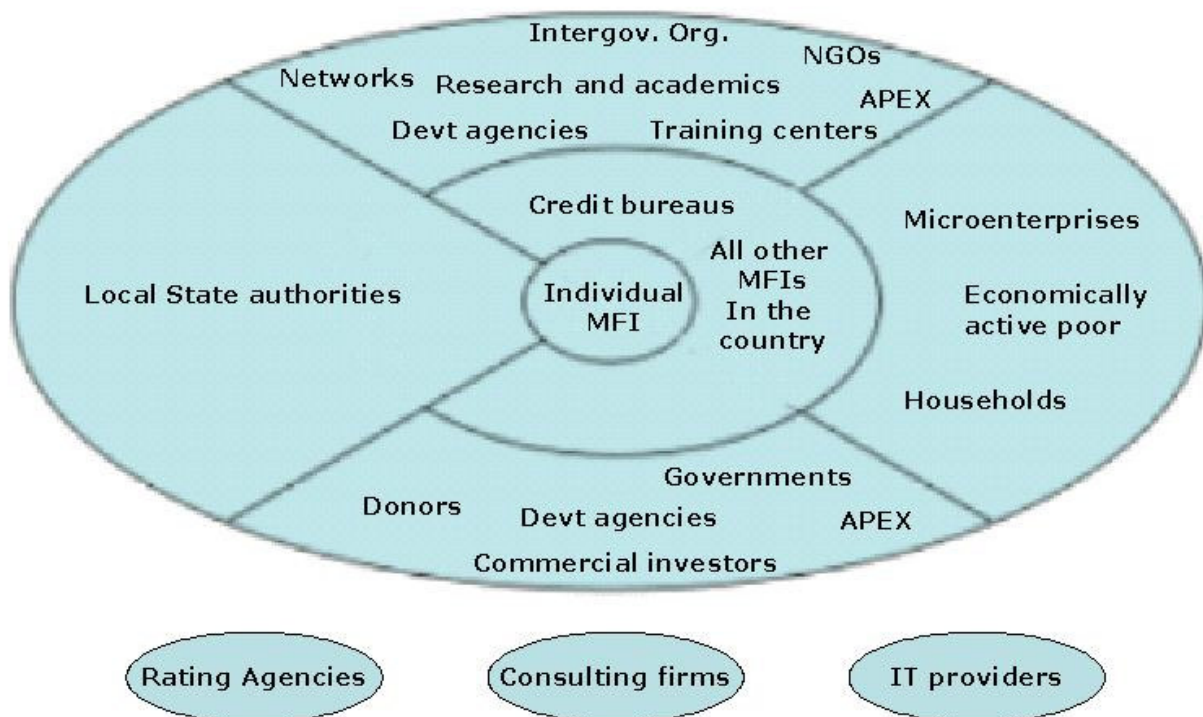 Intergov. Org.
NGOs
Networks
Research and academics
APEX
Devt agencies
Training centers
Credit bureaus
Microenterprises
All other
MFIs
In the
country
Local State authorities
Individual
MFI
Economically
active poor
Households
Governments
Donors
Devt agencies
APEX
Commercial investors
Rating Agencies
Consulting firms
IT providers